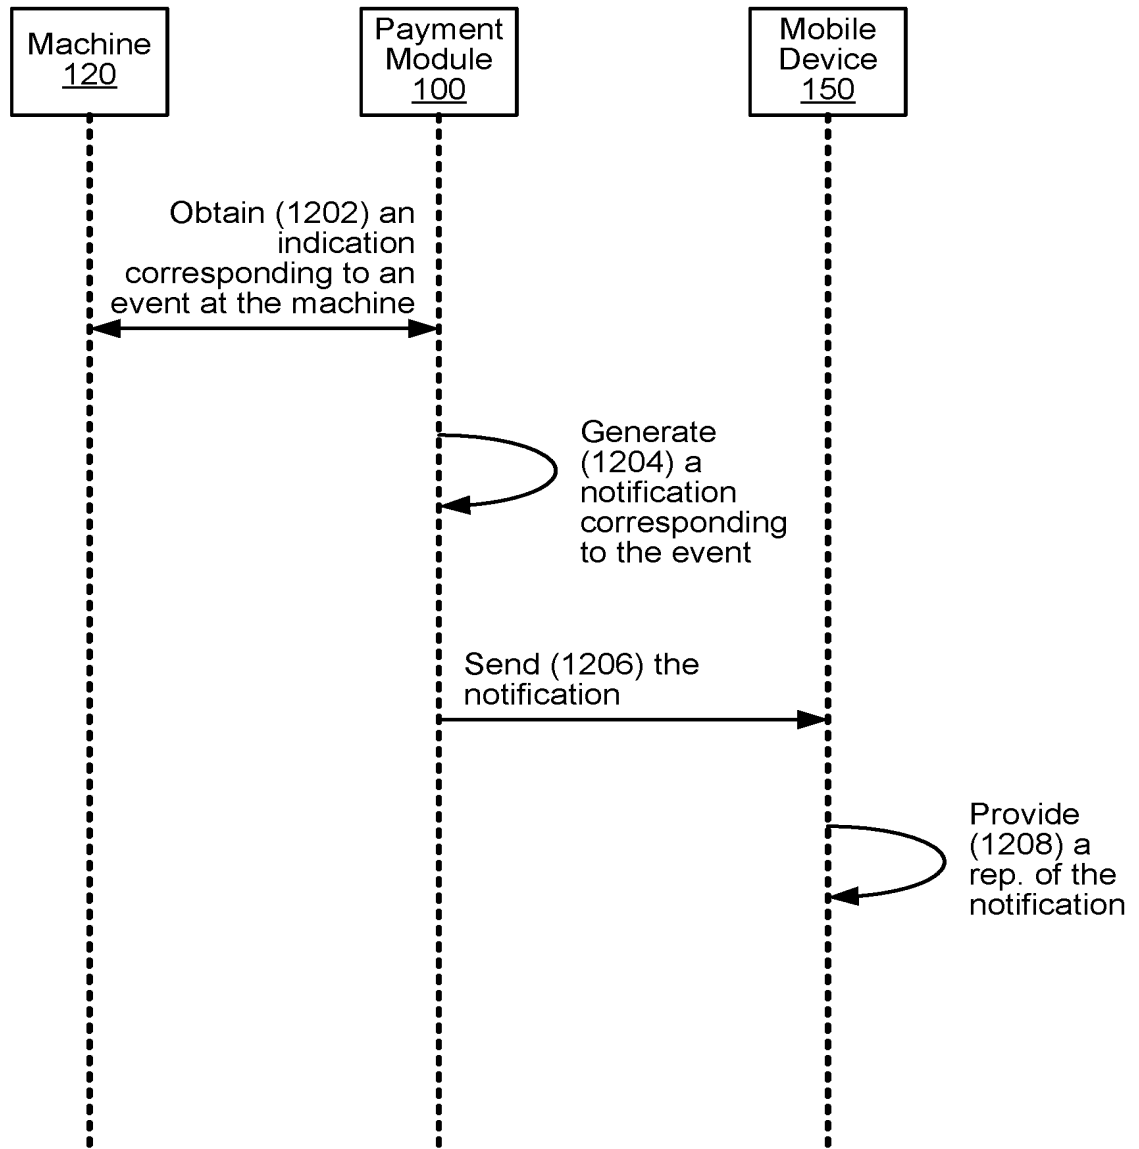 Machine
120
Payment
Module
100
Mobile
Device
150
Obtain (1202) an
indication
corresponding to an
event at the machine
Generate
(1204) a
notification
corresponding
to the event
Send (1206) the
notification
Provide
(1208) a
rep. of the
notification